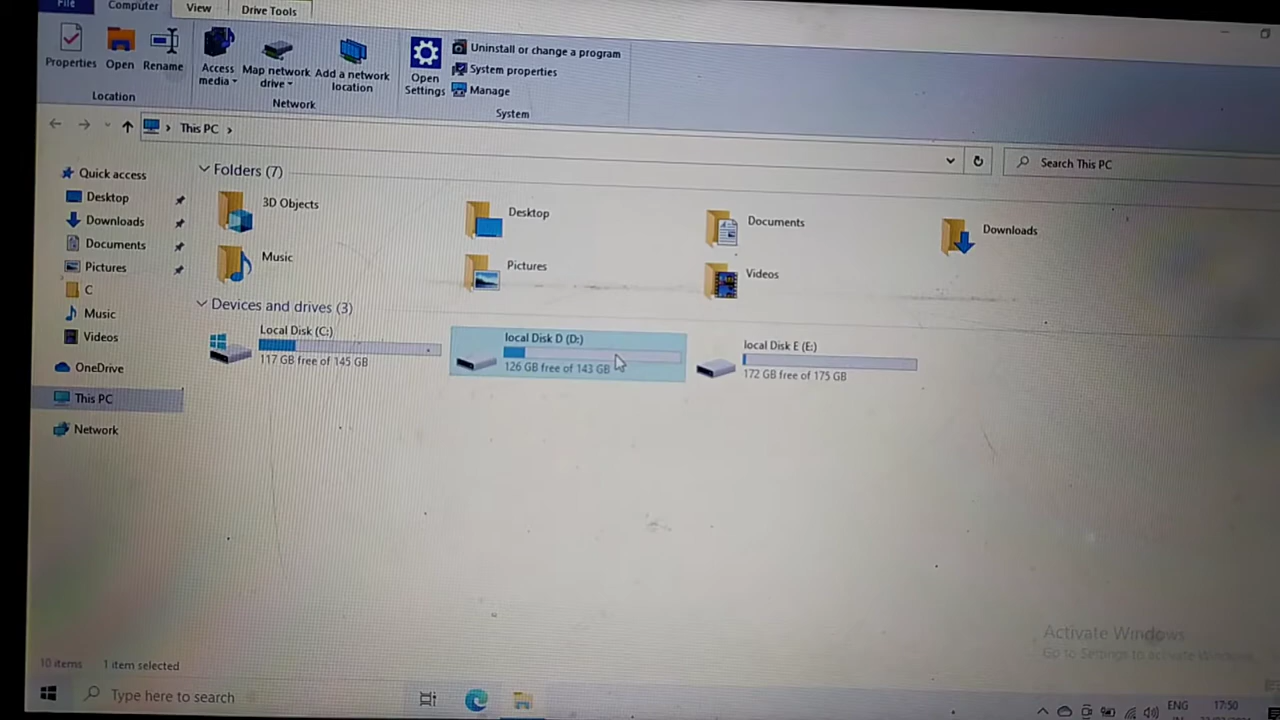 File
Computer
View
Drive Tools
Properties
Open
Rename
Access media
Map network drive
Add a network location
Open Settings
Uninstall or change a program
System properties
Manage
Location
Network
System
This PC
Search This PC
Quick access
Desktop
Downloads
Documents
Pictures
C
Music
Videos
OneDrive
This PC
Network
Folders (7)
3D Objects
Desktop
Documents
Downloads
Music
Pictures
Videos
Devices and drives (3)
Local Disk (C:)
117 GB free of 145 GB
local Disk D (D:)
126 GB free of 143 GB
local Disk E (E:)
172 GB free of 175 GB
Activate Windows
Go to Settings to activate Windows.
10 items
1 item selected
Type here to search
ENG
17:50